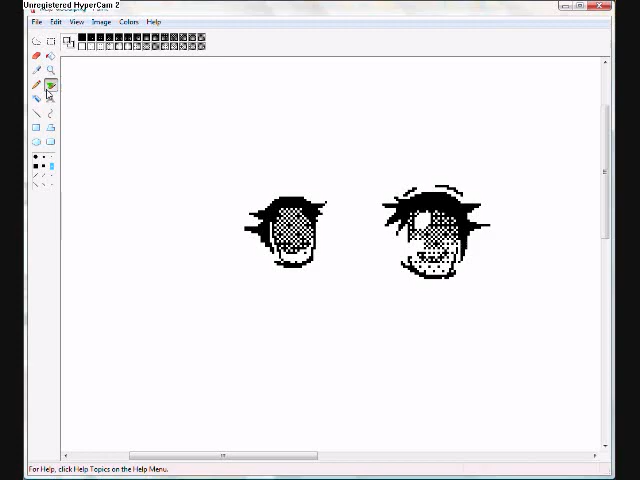 Unregistered HyperCam 2
File Edit View Image Colors Help
For Help, click Help Topics on the Help Menu.